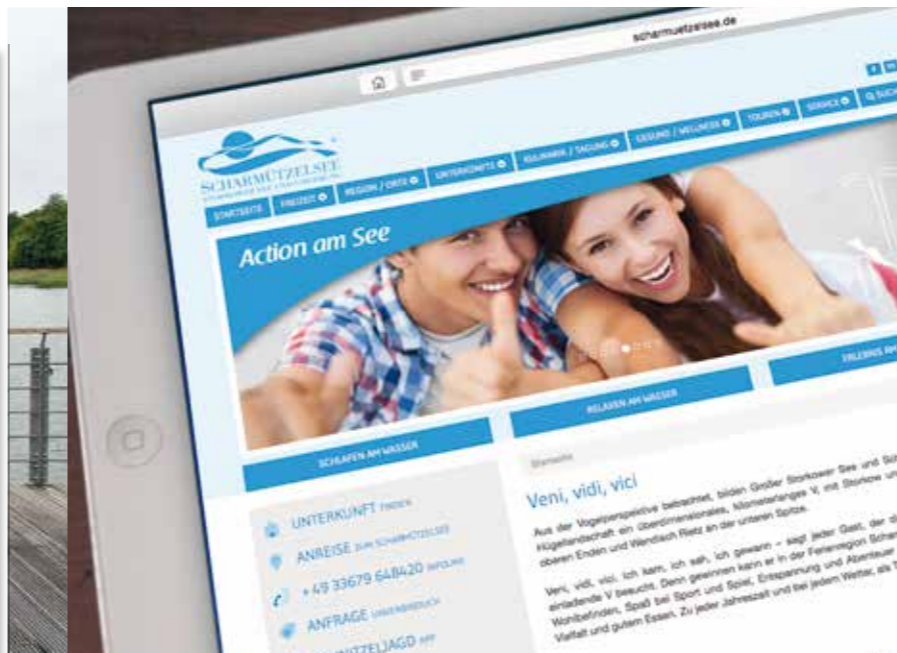 scharmuetzelsee.de
SCHARMÜTZELSEE
STARTSEITE FREIZEIT REGION / ORTE UNTERKÜNFTE KULINARIK / TAGUNG GESUND / WELLNESS TOUREN SERVICE
Action am See
SCHLAFEN AM WASSER RELAXEN AM WASSER ERLEBNIS AM
Startseite
Veni, vidi, vici
Aus der Vogelperspektive betrachtet, bilden Großer Storkower See und
Hügellandschaft ein überdimensionales, kilometerlanges V, mit Storkow
oberen Enden und Wendisch Rietz an der unteren Spitze.
Veni, vidi, vici. Ich kam, ich sah, ich gewann – sagt jeder Gast, der
einladende V besucht. Denn gewinnen kann er in der Ferienregion
Wohlbefinden, Spaß bei Sport und Spiel, Entspannung und Abenteuer
Vielfalt und gutem Essen. Zu jeder Jahreszeit und bei jedem Wetter, als
UNTERKUNFT FINDEN
ANREISE ZUM SCHARMÜTZELSEE
+ 49 33679 648420 INFOLINE
ANFRAGE UNVERBINDLICH
APP